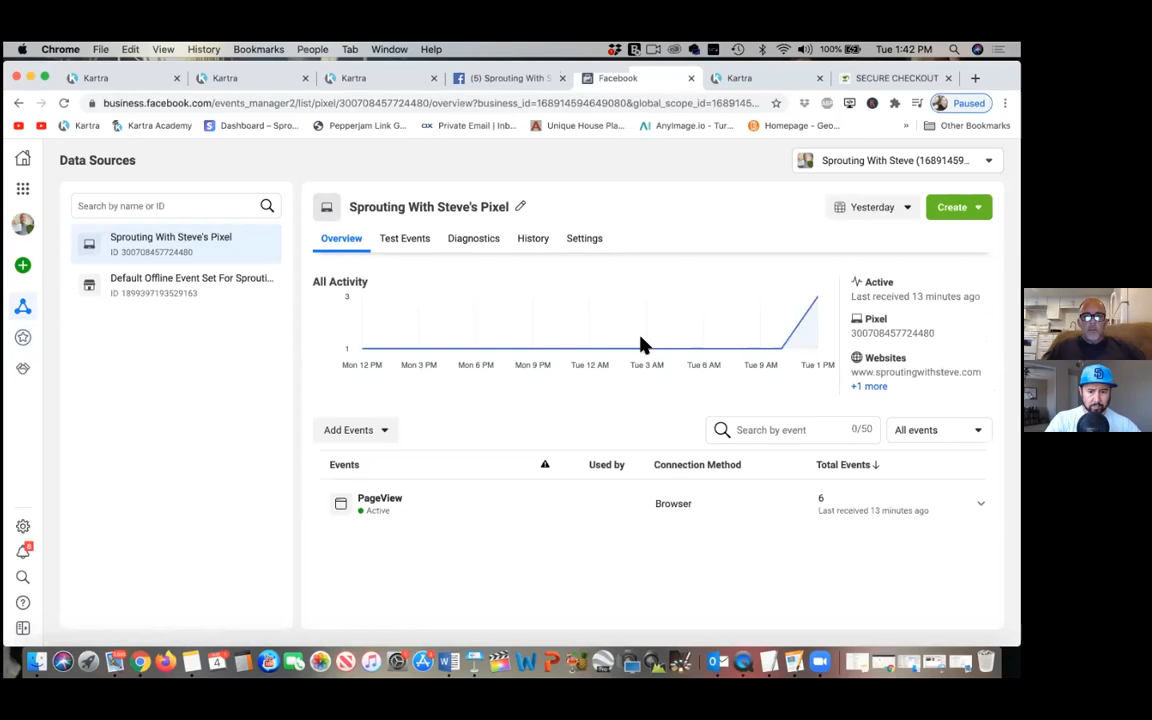 Chrome File Edit View History Bookmarks People Tab Window Help 100% Tue 1:42 PM
Kartra Kartra Kartra (5) Sprouting With S Facebook Kartra SECURE CHECKOUT
business.facebook.com/events_manager2/list/pixel/300708457724480/overview?business_id=168914594649080&global_scope_id=1689145... Paused
Kartra Kartra Academy Dashboard – Spro... Pepperjam Link G... Private Email | Inb... Unique House Pla... AnyImage.io - Tur... Homepage - Geo... » Other Bookmarks
Data Sources
Sprouting With Steve (16891459...
Search by name or ID
Sprouting With Steve's Pixel
ID 300708457724480
Default Offline Event Set For Sprouti...
ID 1899397193529163
Sprouting With Steve's Pixel
Yesterday
Create
Overview Test Events Diagnostics History Settings
All Activity
3
1
Mon 12 PM Mon 3 PM Mon 6 PM Mon 9 PM Tue 12 AM Tue 3 AM Tue 6 AM Tue 9 AM Tue 1 PM
Active
Last received 13 minutes ago
Pixel
300708457724480
Websites
www.sproutingwithsteve.com
+1 more
Add Events
Search by event 0/50
All events
Events Used by Connection Method Total Events
PageView Browser 6
Active Last received 13 minutes ago